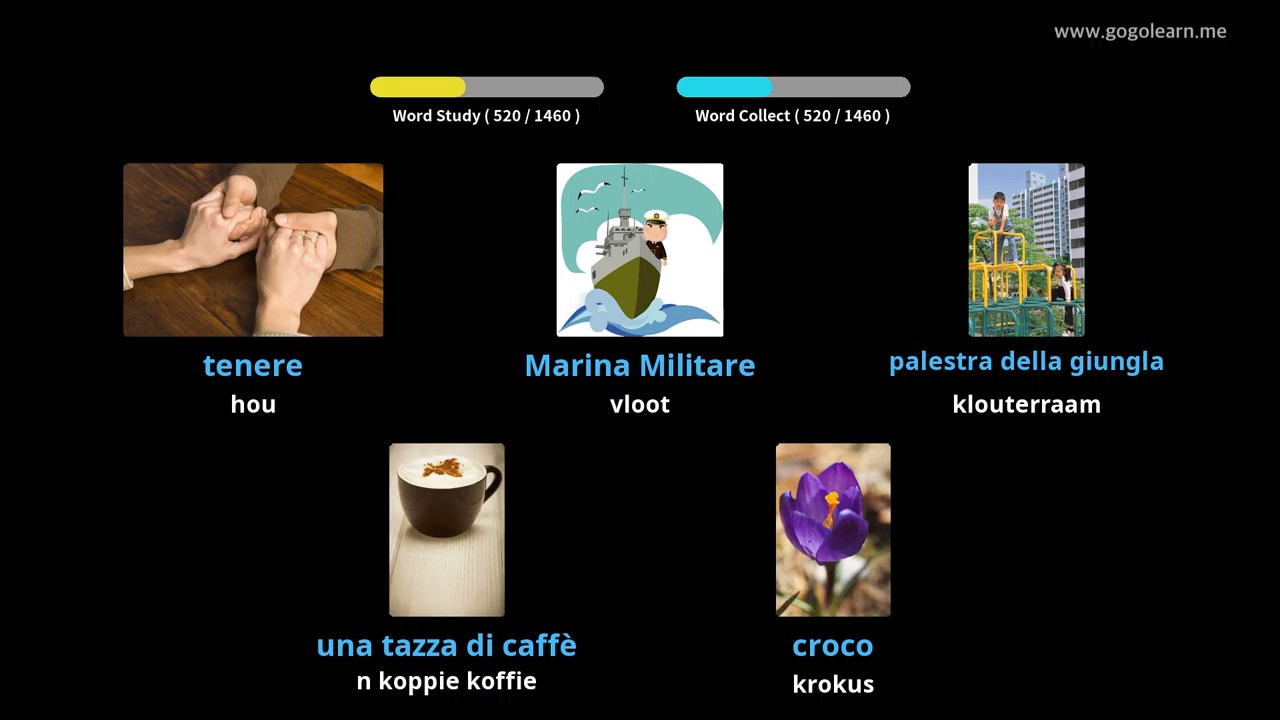 www.gogolearn.me
Word Study ( 520 / 1460 )
Word Collect ( 520 / 1460 )
tenere
hou
Marina Militare
vloot
palestra della giungla
klouterraam
una tazza di caffè
n koppie koffie
croco
krokus